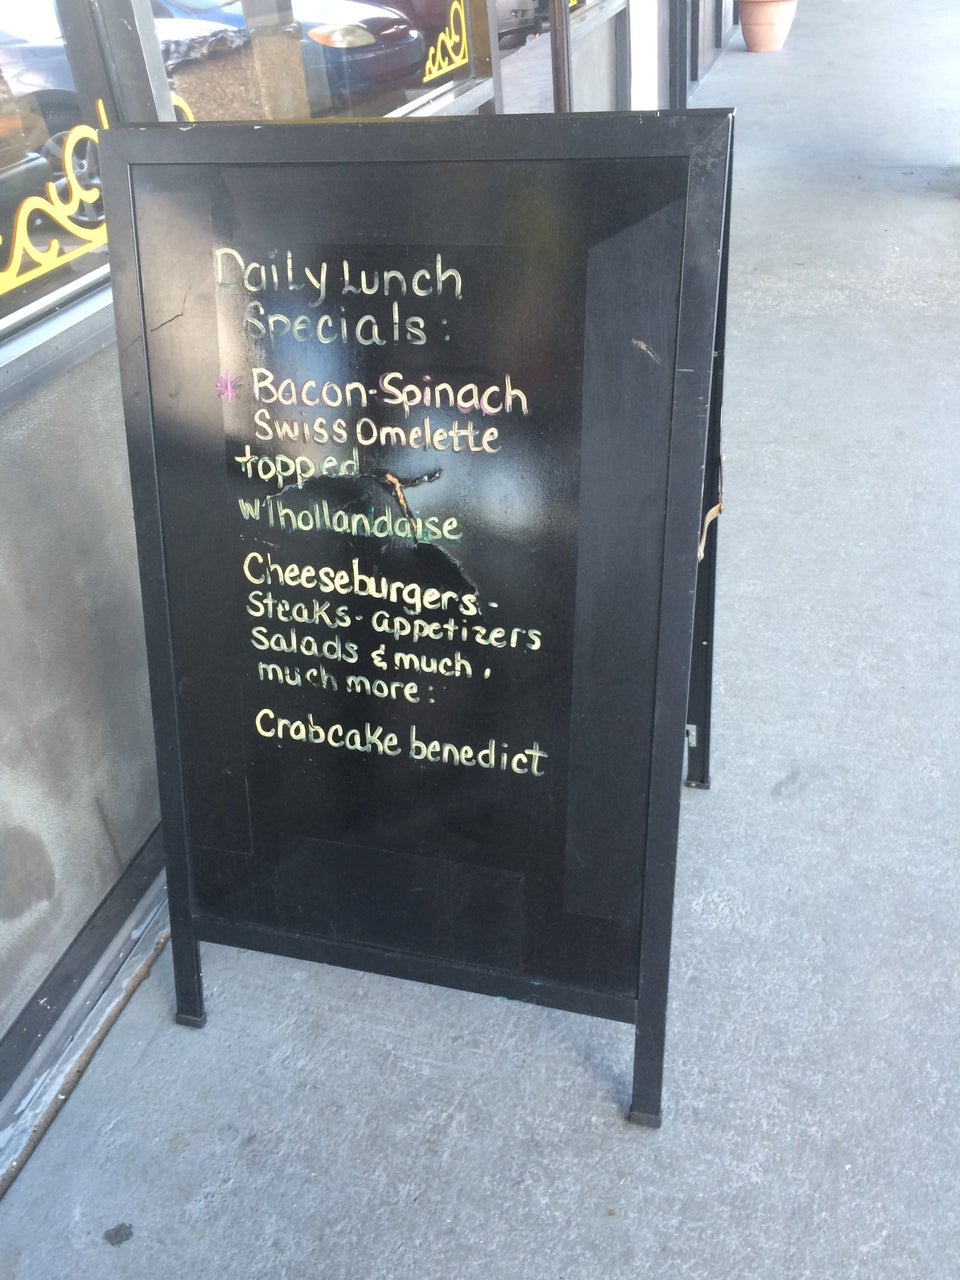 Daily Lunch
Specials:
* Bacon-Spinach
Swiss Omelette
topped
w/hollandaise
Cheeseburgers-
Steaks-appetizers
Salads & much,
much more:
Crabcake benedict